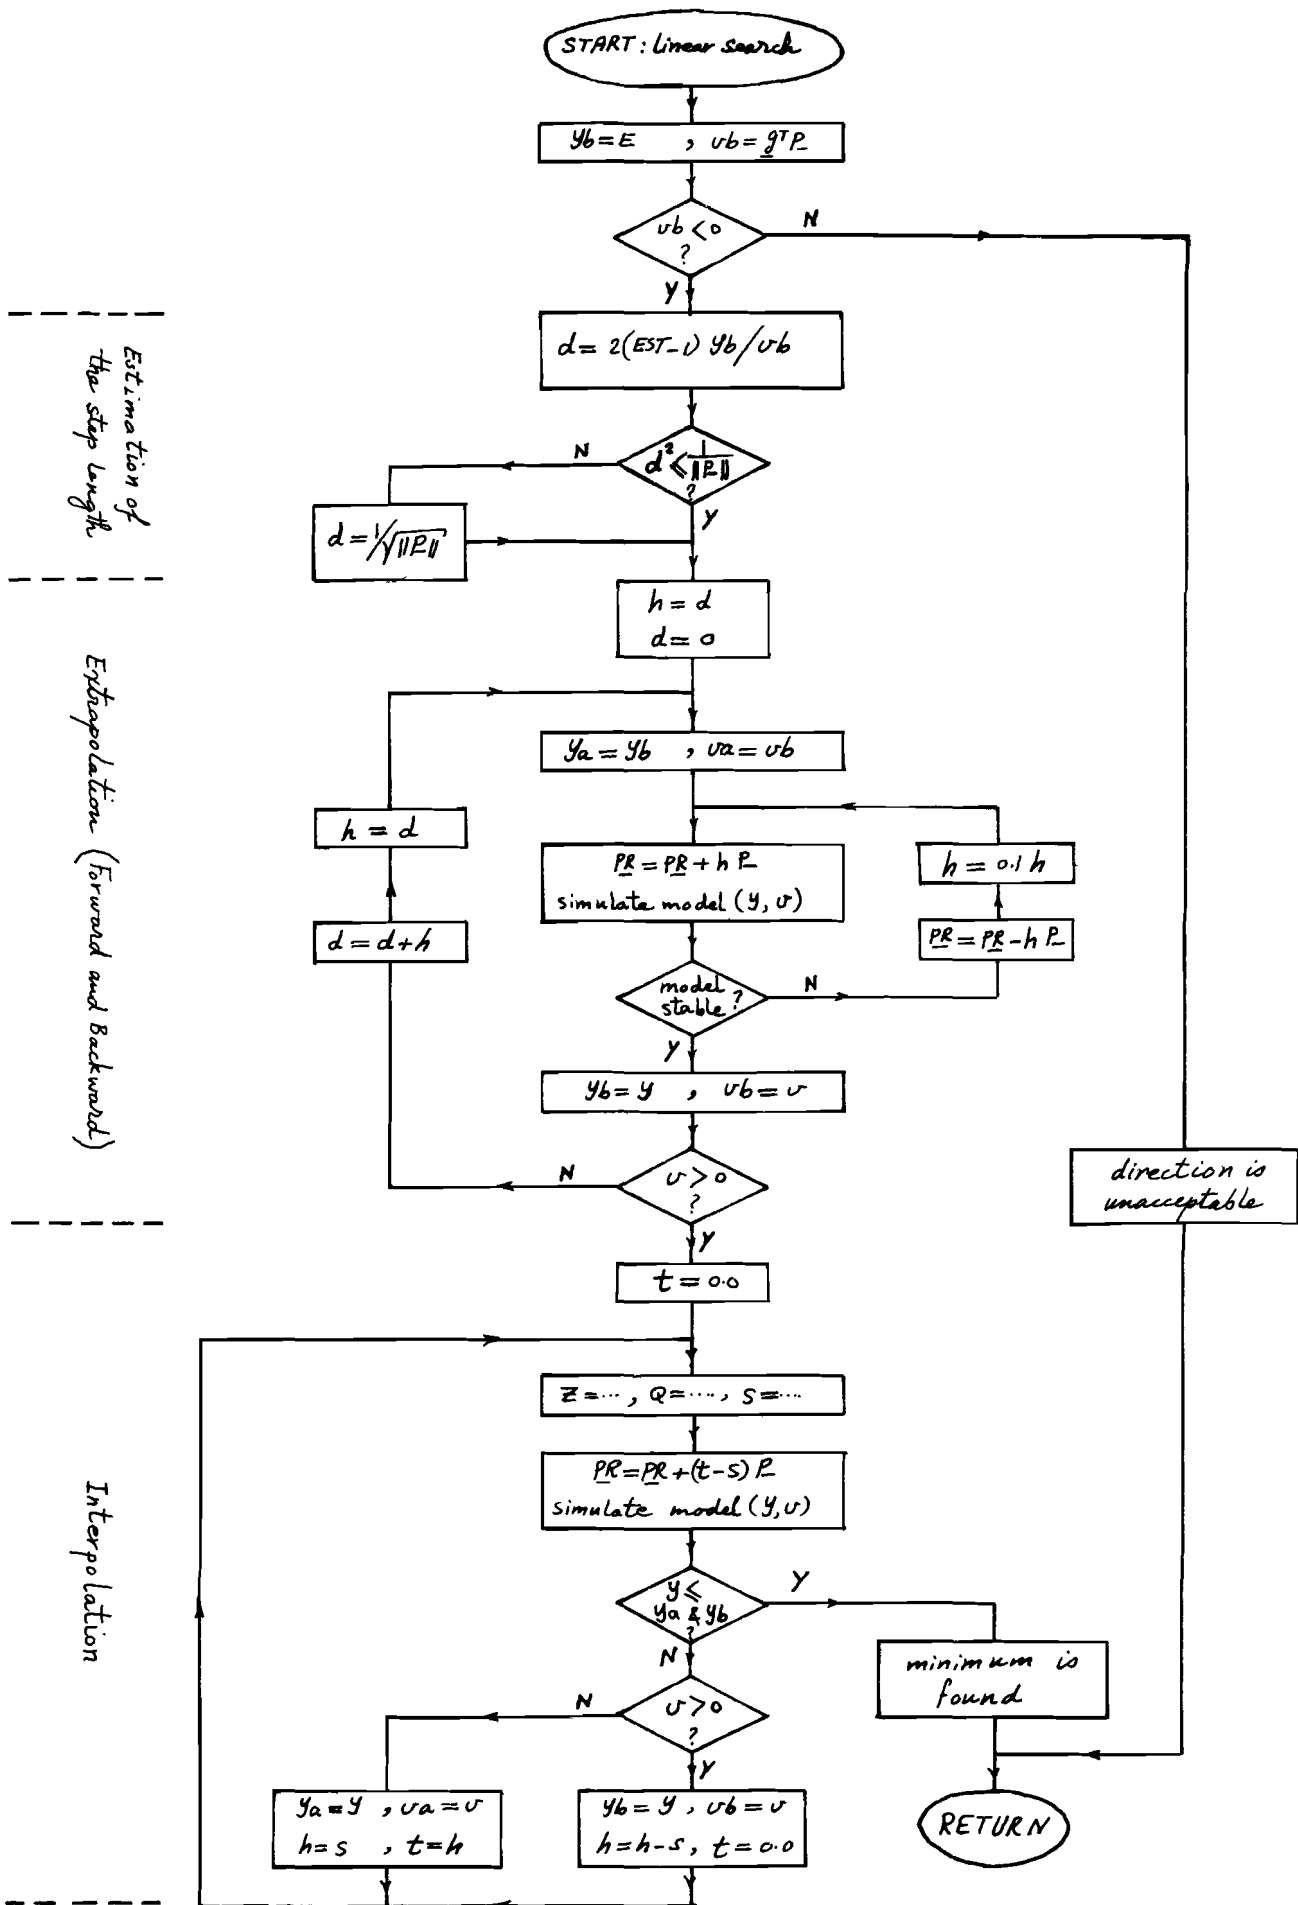 START: linear search
yb = E , vb = g^T P
vb < 0
?
N
Y
Estimation of
the step length
d = 2(EST-1) yb/vb
d² ≤ 1/‖P‖
?
N
Y
d = 1/√‖P‖
h = d
d = 0
Extrapolation (Forward and Backward)
ya = yb , va = vb
h = d
PR = PR + h P
simulate model (y, v)
h = 0.1 h
d = d+h
PR = PR - h P
model
stable ?
N
Y
yb = y , vb = v
v > 0
?
N
Y
direction is
unacceptable
t = 0.0
Interpolation
Z = ..., Q = ...., S = ....
PR = PR + (t-s) P
simulate model (y, v)
y ≤
ya & yb
?
Y
N
minimum is
found
v > 0
?
N
Y
ya = y , va = v
h = s , t = h
yb = y , vb = v
h = h-s , t = 0.0
RETURN